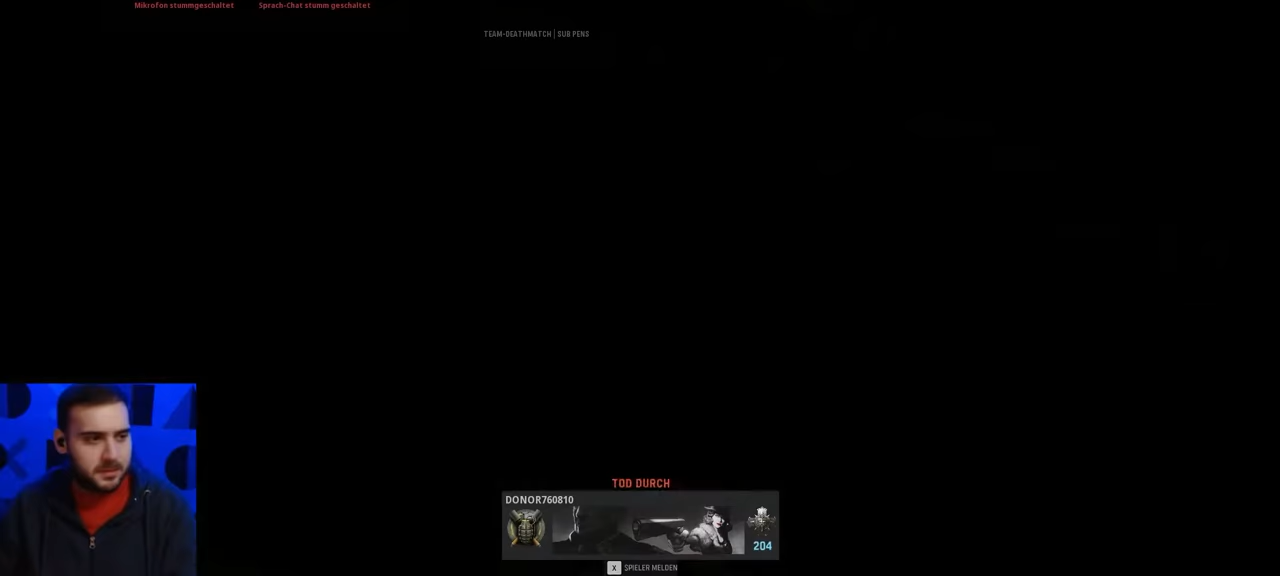 Mikrofon stummgeschaltet
Sprach-Chat stumm geschaltet
TEAM-DEATHMATCH | SUB PENS
TOD DURCH
DONOR760810
204
X SPIELER MELDEN